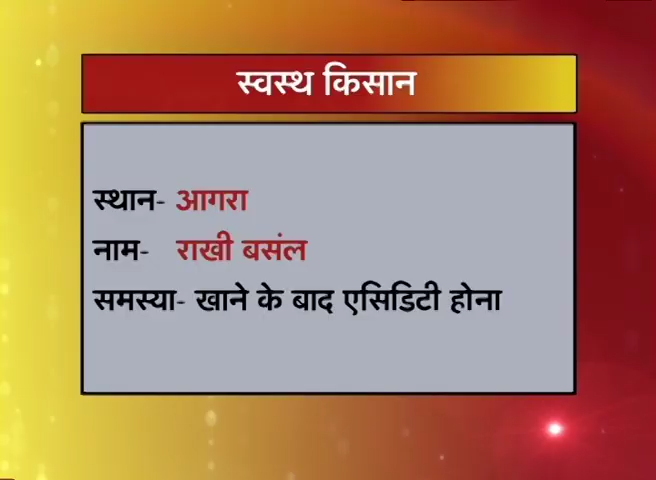 स्वस्थ किसान
स्थान- आगरा
नाम- राखी बसंल
समस्या- खाने के बाद एसिडिटी होना